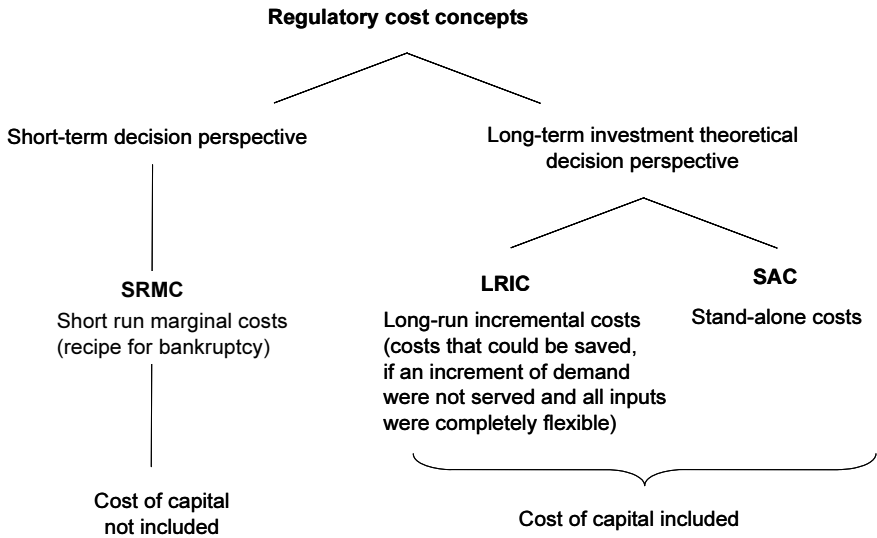 Regulatory cost concepts
Short-term decision perspective
Long-term investment theoretical
decision perspective
SRMC
Short run marginal costs
(recipe for bankruptcy)
LRIC
Long-run incremental costs
(costs that could be saved,
if an increment of demand
were not served and all inputs
were completely flexible)
SAC
Stand-alone costs
Cost of capital
not included
Cost of capital included